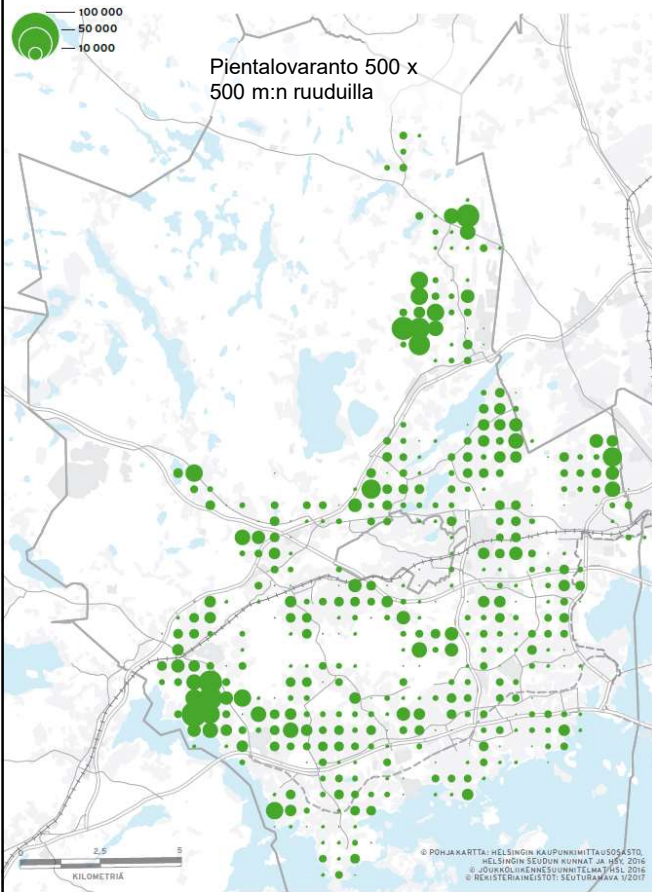 100 000
50 000
10 000
Pientalovaranto 500 x
500 m:n ruuduilla
0 2,5 5
KILOMETRIÄ
© POHJAKARTTA: HELSINGIN KAUPUNKIMITTAUSOSASTO,
HELSINGIN SEUDUN KUNNAT JA HSY, 2016
© JOUKKOLIIKENNESUUNNITELMAT HSL 2016
© REKISTERIAINEISTOT: SEUTURAMAVA 1/2017